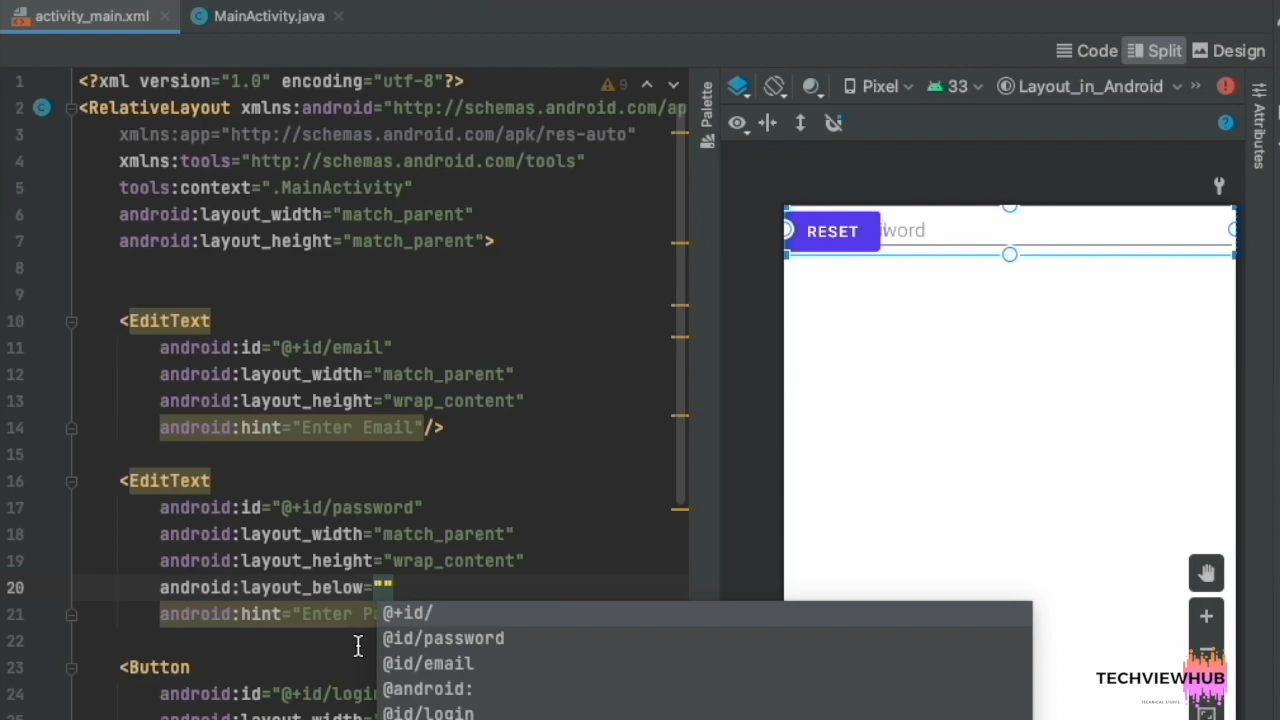 activity_main.xml
MainActivity.java
Code
Split
Design
1 <?xml version="1.0" encoding="utf-8"?>
9
2 <RelativeLayout xmlns:android="http://schemas.android.com/ap
3 xmlns:app="http://schemas.android.com/apk/res-auto"
4 xmlns:tools="http://schemas.android.com/tools"
5 tools:context=".MainActivity"
6 android:layout_width="match_parent"
7 android:layout_height="match_parent">
8
9
10 <EditText
11 android:id="@+id/email"
12 android:layout_width="match_parent"
13 android:layout_height="wrap_content"
14 android:hint="Enter Email"/>
15
16 <EditText
17 android:id="@+id/password"
18 android:layout_width="match_parent"
19 android:layout_height="wrap_content"
20 android:layout_below=""
21 android:hint="Enter P
22
23 <Button
24 android:id="@+id/login
25
@+id/
@id/password
@id/email
@android:
@id/login
Palette
Pixel
33
Layout_in_Android
Attributes
RESET
word
TECHVIEWHUB